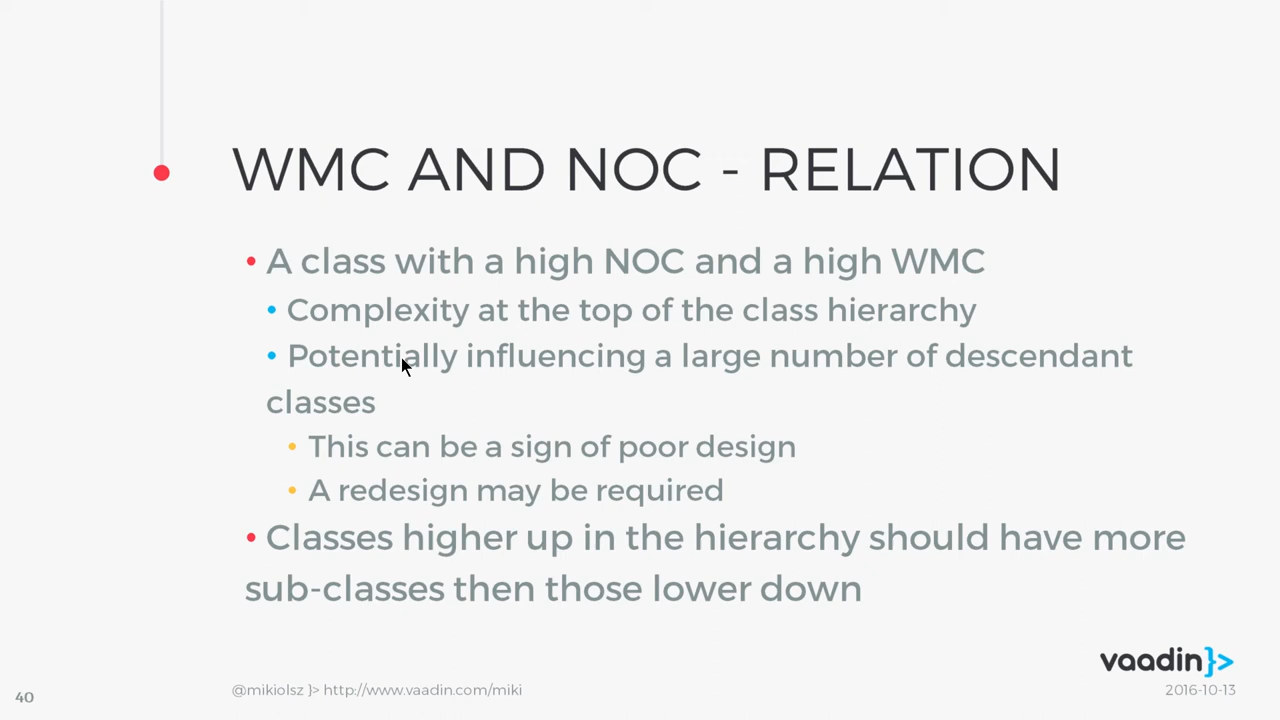 WMC AND NOC - RELATION
• A class with a high NOC and a high WMC
• Complexity at the top of the class hierarchy
• Potentially influencing a large number of descendant
classes
• This can be a sign of poor design
• A redesign may be required
• Classes higher up in the hierarchy should have more
sub-classes then those lower down
vaadin}>
40
@mikiolsz }> http://www.vaadin.com/miki
2016-10-13